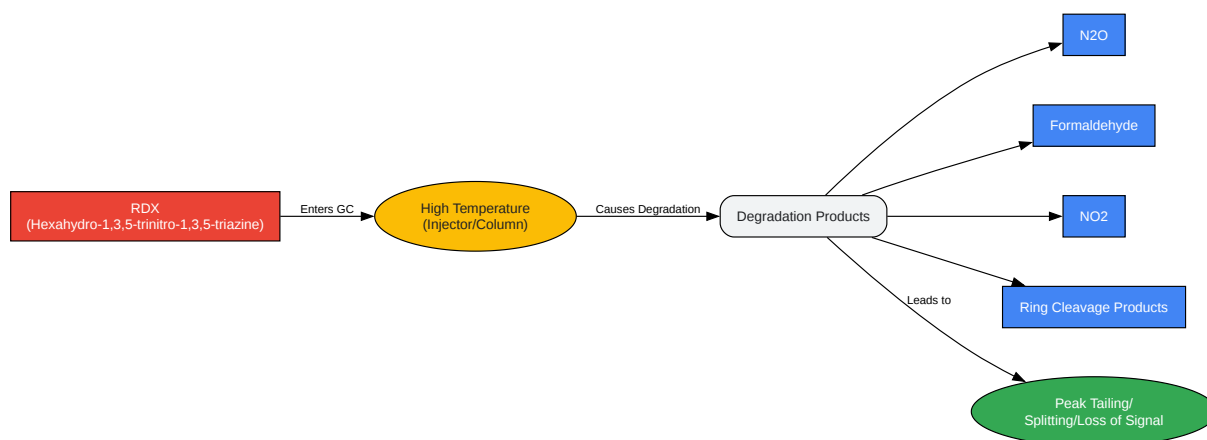 RDX
(Hexahydro-1,3,5-trinitro-1,3,5-triazine)
Enters GC
High Temperature
(Injector/Column)
Causes Degradation
Degradation Products
N2O
Formaldehyde
NO2
Ring Cleavage Products
Leads to
Peak Tailing/
Splitting/Loss of Signal